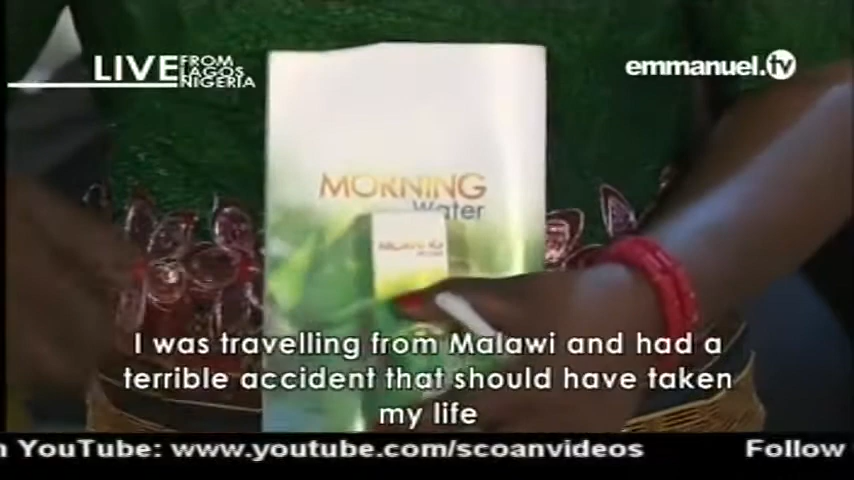 LIVE FROM LAGOS NIGERIA
emmanuel.tv
MORNING
Water
MORNING
I was travelling from Malawi and had a
terrible accident that should have taken
my life
n YouTube: www.youtube.com/scoanvideos Follow